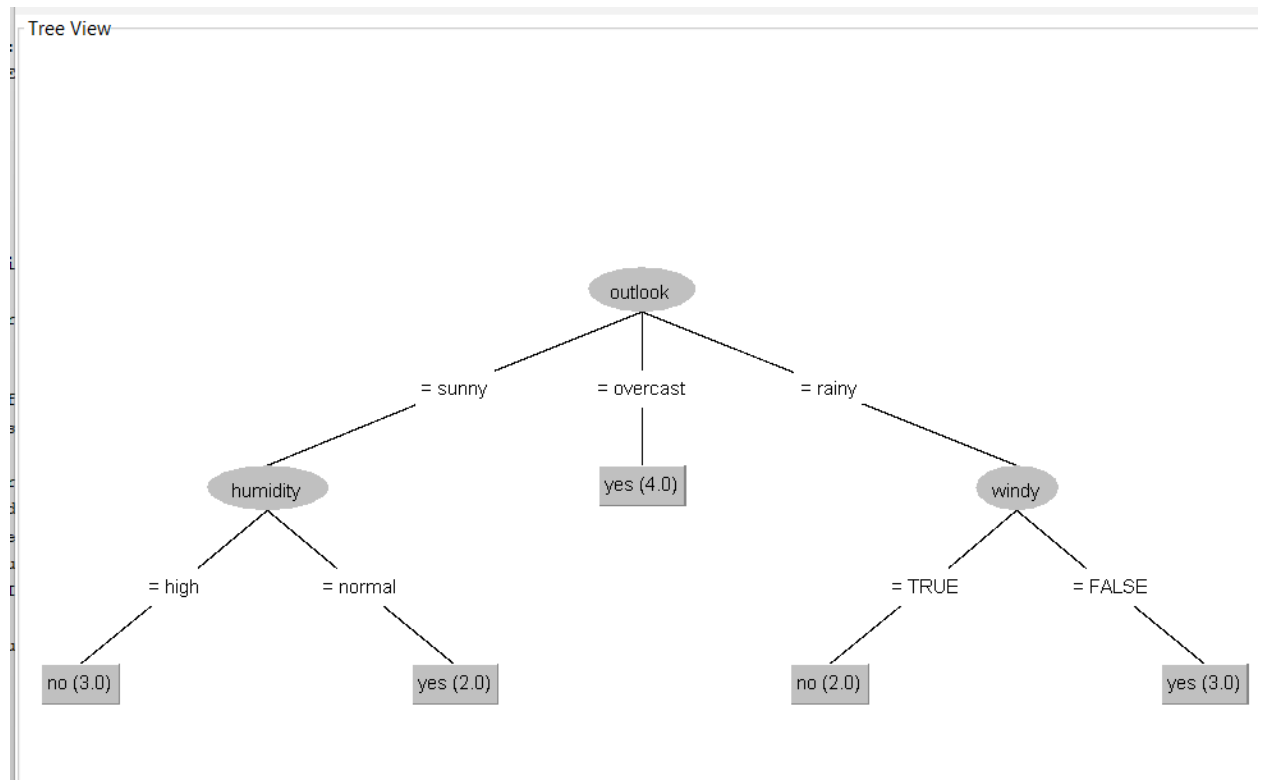 Tree View
outlook
= sunny
= overcast
= rainy
humidity
yes (4.0)
windy
= high
= normal
= TRUE
= FALSE
no (3.0)
yes (2.0)
no (2.0)
yes (3.0)